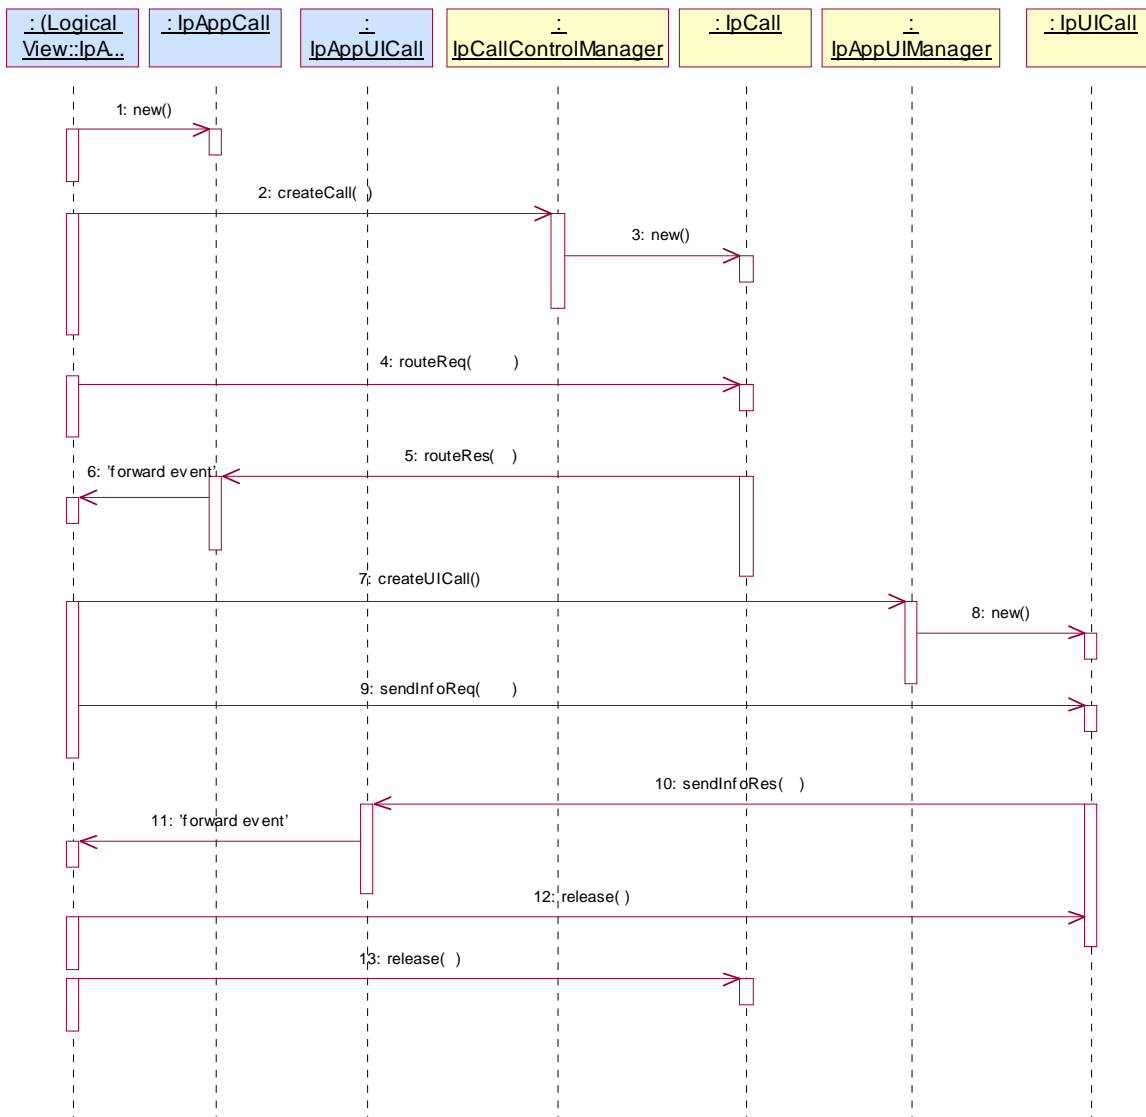 : (Logical
View::IpA...
: IpAppCall
:
IpAppUICall
:
IpCallControlManager
: IpCall
:
IpAppUIManager
: IpUICall
1: new()
2: createCall( )
3: new()
4: routeReq( )
5: routeRes( )
6: 'forward event'
7: createUICall()
8: new()
9: sendInfoReq( )
10: sendInfoRes( )
11: 'forward event'
12: release( )
13: release( )